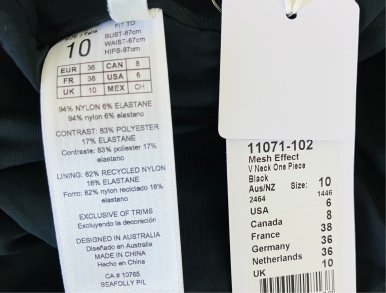 Size / Talla
10
FIT TO
BUST-87cm
WAIST-67cm
HIPS-97cm
EUR 36 CAN 8
FR 38 USA 6
UK 10 MEX CH
94% NYLON 6% ELASTANE
94% nylon 6% elastano
CONTRAST: 83% POLYESTER
17% ELASTANE
Contraste: 83% poliester 17%
elastano
LINING: 82% RECYCLED NYLON
18% ELASTANE
Forro: 82% nylon reciclado 18%
elastano
EXCLUSIVE OF TRIMS
Excluyendo la decoración
DESIGNED IN AUSTRALIA
Diseñado en Australia
MADE IN CHINA
Hecho en China
CA # 10765
SEAFOLLY P/L
11071-102
Mesh Effect
V Neck One Piece
Black
Aus/NZ Size: 10
2464 1446
USA 6
Canada 8
France 38
Germany 36
Netherlands 36
UK 10